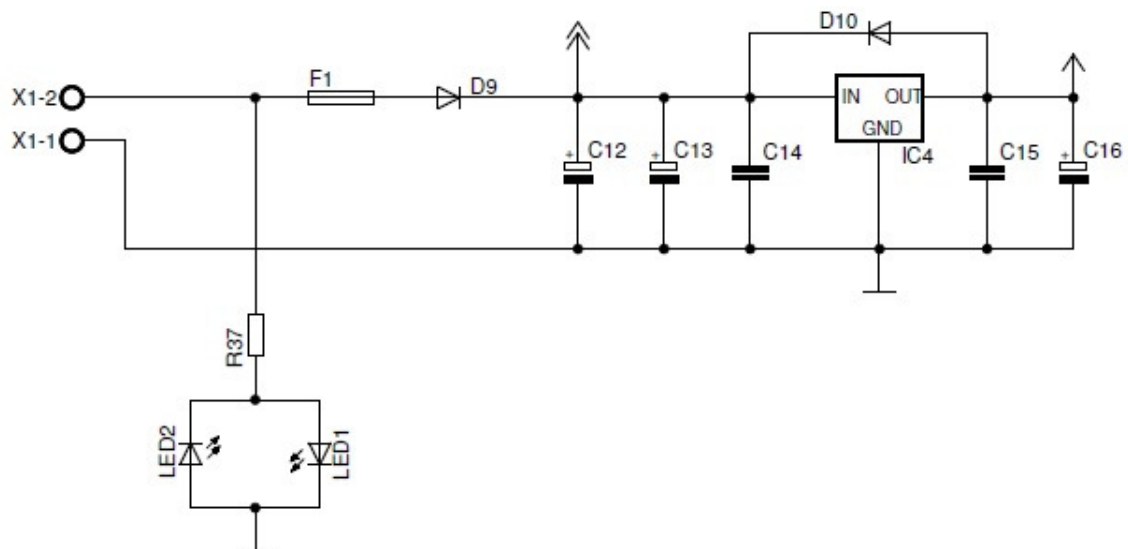 D10
X1-2
F1
D9
IN OUT
X1-1
GND
IC4
+ C12
+ C13
C14
C15
+ C16
R37
LED2
LED1